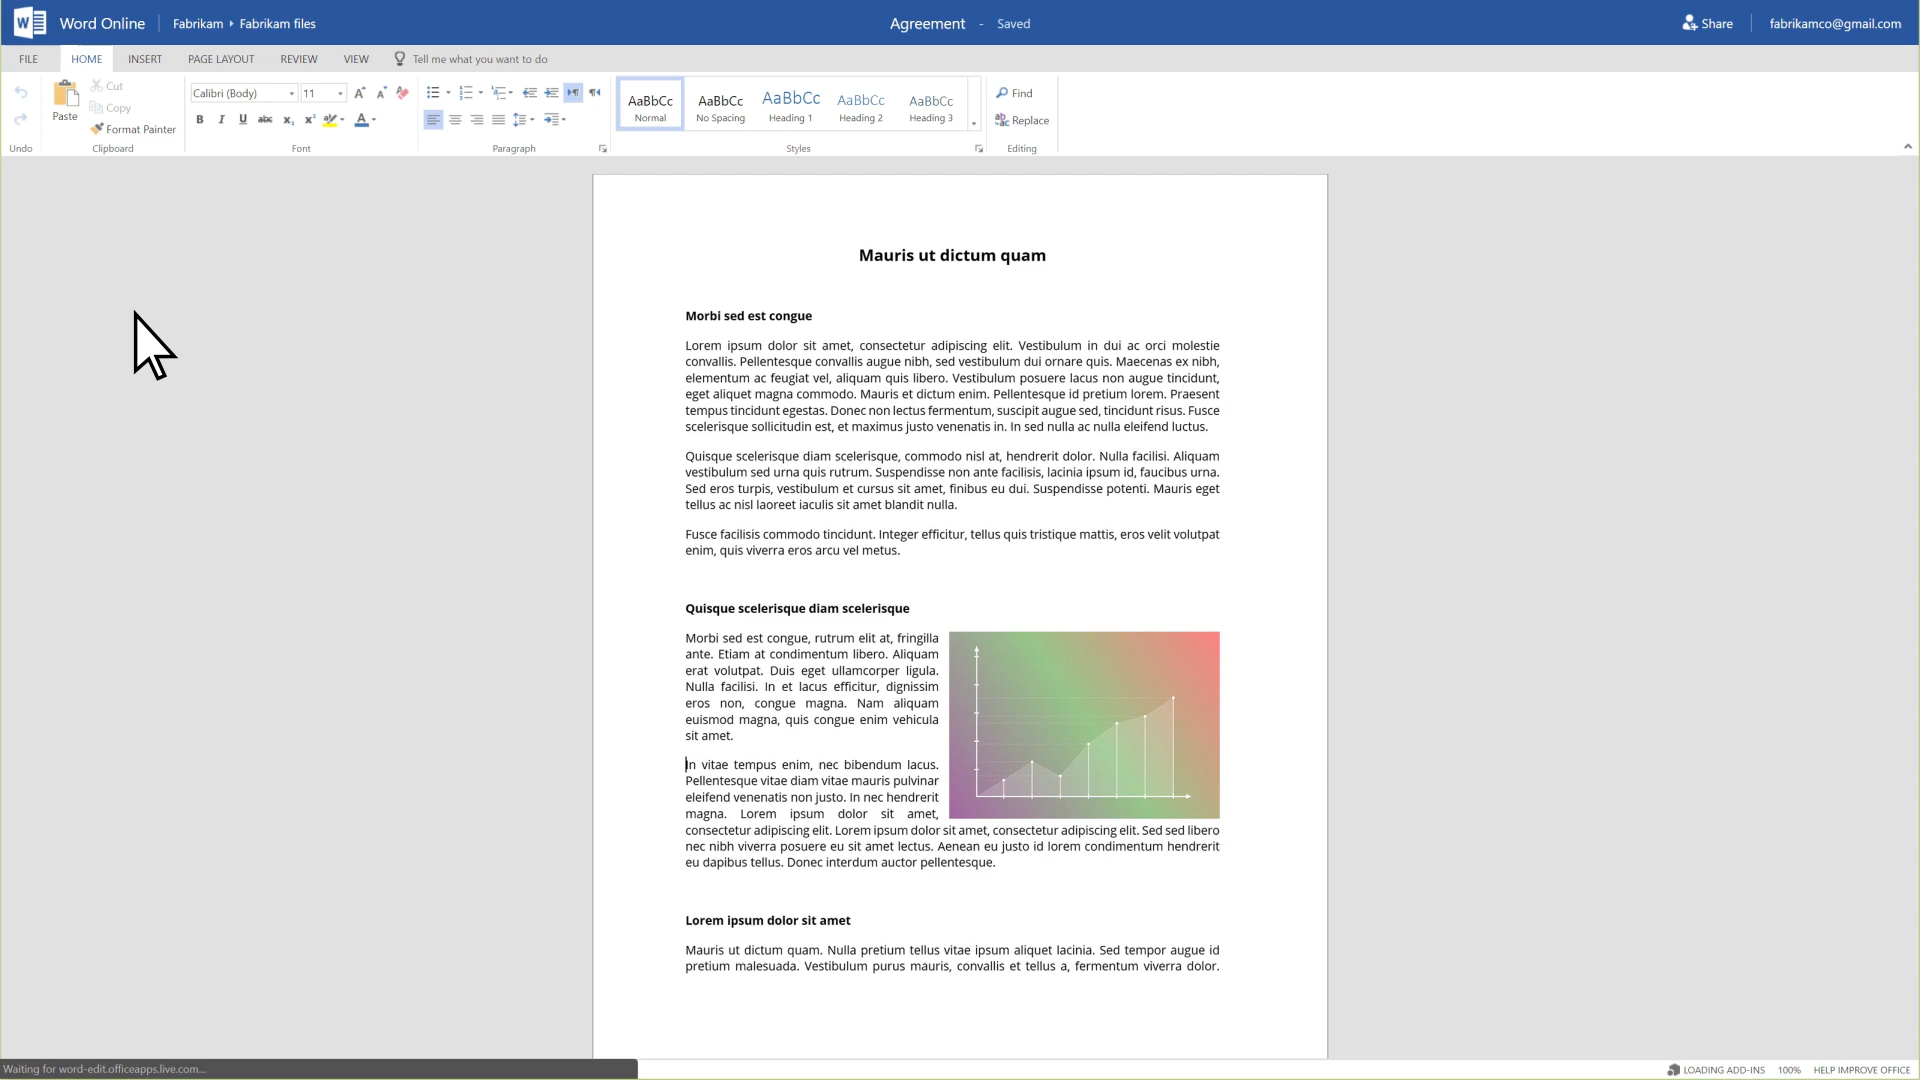 Word Online Fabrikam Fabrikam files Agreement - Saved Share fabrikamco@gmail.com
FILE HOME INSERT PAGE LAYOUT REVIEW VIEW Tell me what you want to do
Paste Cut Copy Format Painter
Calibri (Body) 11
B I U abc x₂ x² A
AaBbCc AaBbCc AaBbCc AaBbCc AaBbCc
Normal No Spacing Heading 1 Heading 2 Heading 3
Find
Replace
Undo Clipboard Font Paragraph Styles Editing
Mauris ut dictum quam
Morbi sed est congue
Lorem ipsum dolor sit amet, consectetur adipiscing elit. Vestibulum in dui ac orci molestie
convallis. Pellentesque convallis augue nibh, sed vestibulum dui ornare quis. Maecenas ex nibh,
elementum ac feugiat vel, aliquam quis libero. Vestibulum posuere lacus non augue tincidunt,
eget aliquet magna commodo. Mauris et dictum enim. Pellentesque id pretium lorem. Praesent
tempus tincidunt egestas. Donec non lectus fermentum, suscipit augue sed, tincidunt risus. Fusce
scelerisque sollicitudin est, et maximus justo venenatis in. In sed nulla ac nulla eleifend luctus.
Quisque scelerisque diam scelerisque, commodo nisl at, hendrerit dolor. Nulla facilisi. Aliquam
vestibulum sed urna quis rutrum. Suspendisse non ante facilisis, lacinia ipsum id, faucibus urna.
Sed eros turpis, vestibulum et cursus sit amet, finibus eu dui. Suspendisse potenti. Mauris eget
tellus ac nisl laoreet iaculis sit amet blandit nulla.
Fusce facilisis commodo tincidunt. Integer efficitur, tellus quis tristique mattis, eros velit volutpat
enim, quis viverra eros arcu vel metus.
Quisque scelerisque diam scelerisque
Morbi sed est congue, rutrum elit at, fringilla
ante. Etiam at condimentum libero. Aliquam
erat volutpat. Duis eget ullamcorper ligula.
Nulla facilisi. In et lacus efficitur, dignissim
eros non, congue magna. Nam aliquam
euismod magna, quis congue enim vehicula
sit amet.
In vitae tempus enim, nec bibendum lacus.
Pellentesque vitae diam vitae mauris pulvinar
eleifend venenatis non justo. In nec hendrerit
magna. Lorem ipsum dolor sit amet,
consectetur adipiscing elit. Lorem ipsum dolor sit amet, consectetur adipiscing elit. Sed sed libero
nec nibh viverra posuere eu sit amet lectus. Aenean eu justo id lorem condimentum hendrerit
eu dapibus tellus. Donec interdum auctor pellentesque.
Lorem ipsum dolor sit amet
Mauris ut dictum quam. Nulla pretium tellus vitae ipsum aliquet lacinia. Sed tempor augue id
pretium malesuada. Vestibulum purus mauris, convallis et tellus a, fermentum viverra dolor.
Waiting for word-edit.officeapps.live.com... LOADING ADD-INS 100% HELP IMPROVE OFFICE